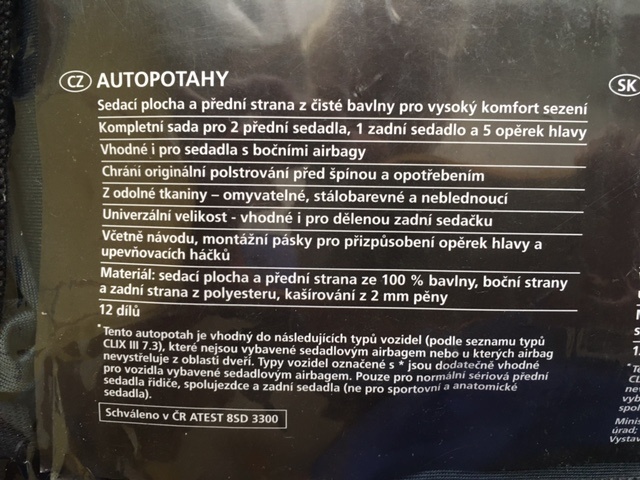 CZ AUTOPOTAHY
Sedací plocha a přední strana z čisté bavlny pro vysoký komfort sezení
Kompletní sada pro 2 přední sedadla, 1 zadní sedadlo a 5 opěrek hlavy
Vhodné i pro sedadla s bočními airbagy
Chrání originální polstrování před špínou a opotřebením
Z odolné tkaniny – omyvatelné, stálobarevné a neblednoucí
Univerzální velikost - vhodné i pro dělenou zadní sedačku
Včetně návodu, montážní pásky pro přizpůsobení opěrek hlavy a
upevňovacích háčků
Materiál: sedací plocha a přední strana ze 100 % bavlny, boční strany
a zadní strana z polyesteru, kašírování z 2 mm pěny
12 dílů
*Tento autopotah je vhodný do následujících typů vozidel (podle seznamu typů
CLIX III 7.3), které nejsou vybavené sedadlovým airbagem nebo u kterých airbag
nevystřeluje z oblasti dveří. Typy vozidel označené s * jsou dodatečně vhodné
pro vozidla vybavené sedadlovým airbagem. Pouze pro normální sériová přední
sedadla řidiče, spolujezdce a zadní sedadla (ne pro sportovní a anatomické
sedadla).
Schváleno v ČR ATEST 8SD 3300
SK